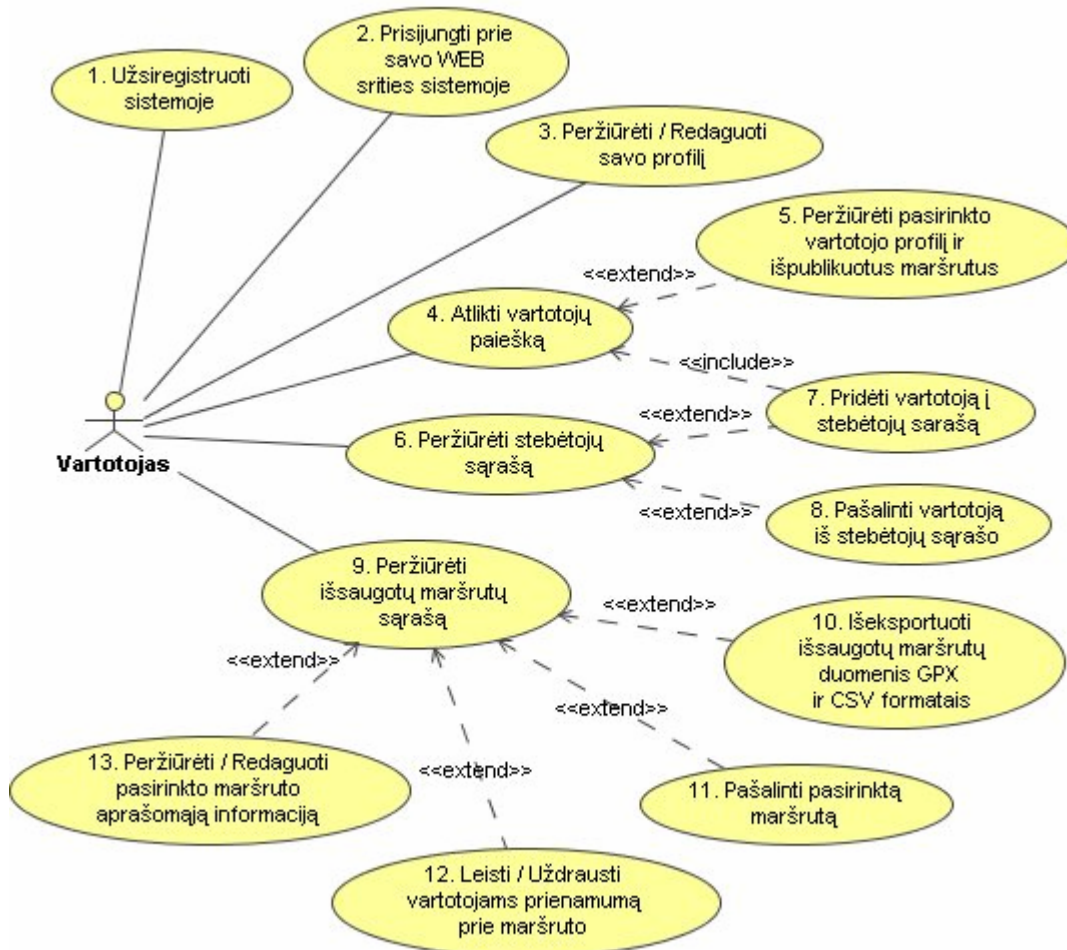 1. Užsiregistruoti
sistemoje
2. Prisijungti prie
savo WEB
srities sistemoje
3. Peržiūrėti / Redaguoti
savo profilį
5. Peržiūrėti pasirinkto
vartotojo profilį ir
išpublikuotus maršrutus
<<extend>>
4. Atlikti vartotojų
paiešką
<<include>>
7. Pridėti vartotoją į
stebėtojų sarašą
<<extend>>
6. Peržiūrėti stebėtojų
sąrašą
Vartotojas
<<extend>>
8. Pašalinti vartotoją
iš stebėtojų sąrašo
9. Peržiūrėti
išsaugotų maršrutų
sąrašą
<<extend>>
10. Išeksportuoti
išsaugotų maršrutų
duomenis GPX
ir CSV formatais
<<extend>>
<<extend>>
13. Peržiūrėti / Redaguoti
pasirinkto maršruto
aprašomąją informaciją
<<extend>>
11. Pašalinti pasirinktą
maršrutą
12. Leisti / Uždrausti
vartotojams prienamumą
prie maršruto